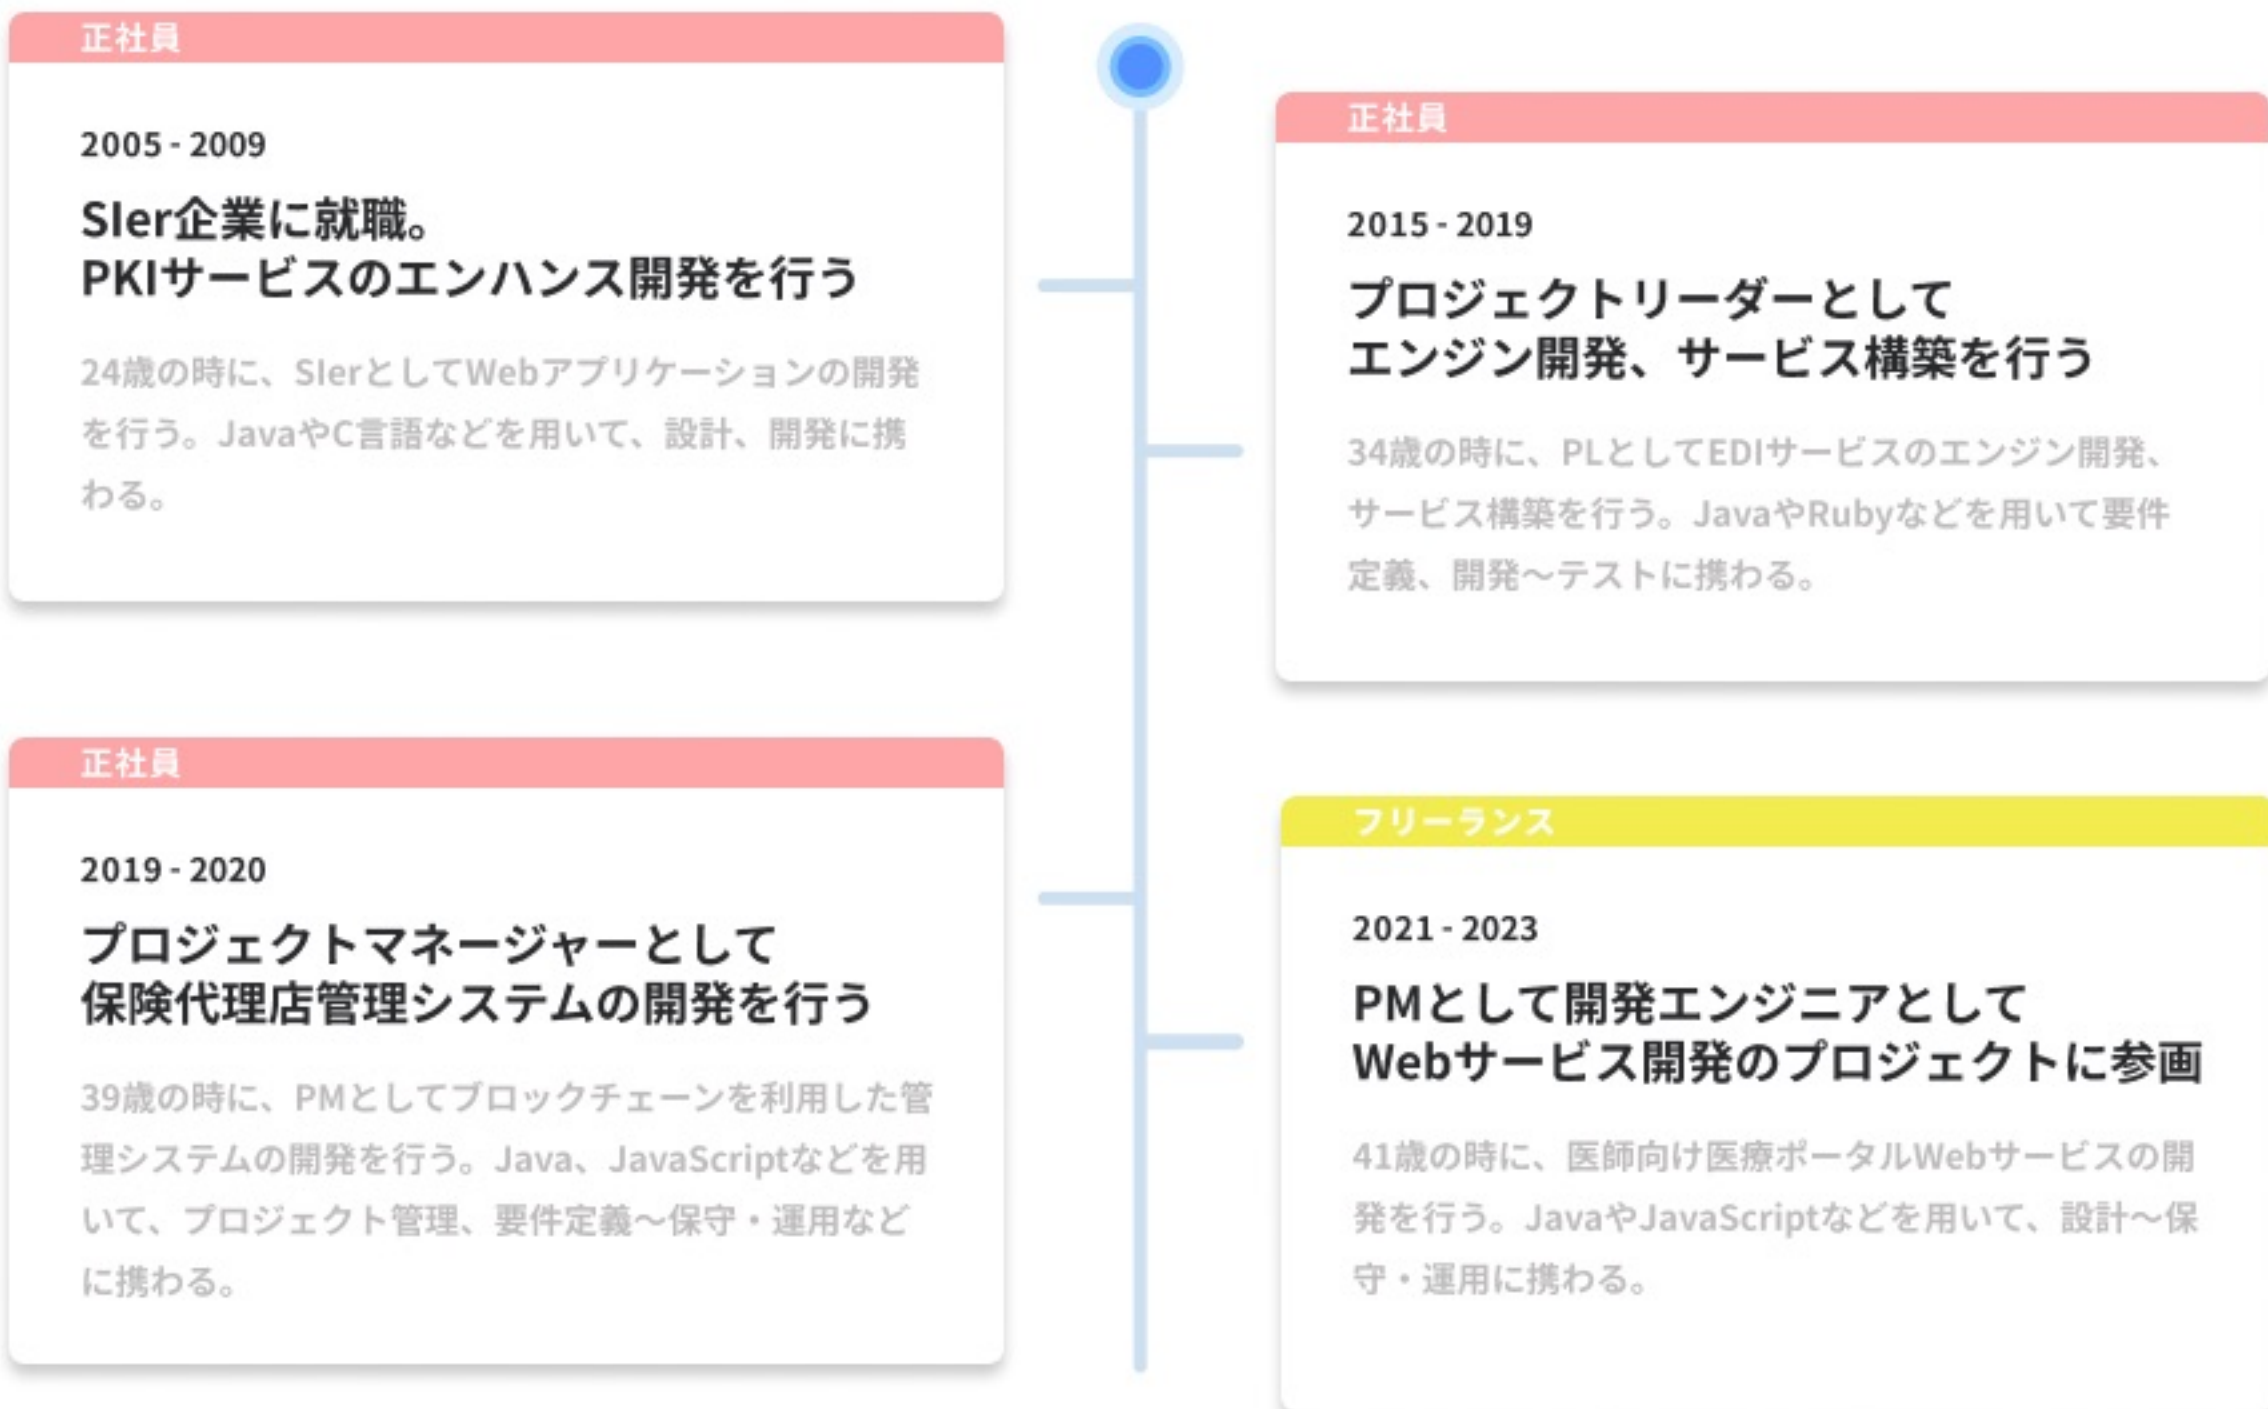 正社員
2005 - 2009
SIer企業に就職。
PKIサービスのエンハンス開発を行う
24歳の時に、SIerとしてWebアプリケーションの開発
を行う。JavaやC言語などを用いて、設計、開発に携
わる。
正社員
2015 - 2019
プロジェクトリーダーとして
エンジン開発、サービス構築を行う
34歳の時に、PLとしてEDIサービスのエンジン開発、
サービス構築を行う。JavaやRubyなどを用いて要件
定義、開発〜テストに携わる。
正社員
2019 - 2020
プロジェクトマネージャーとして
保険代理店管理システムの開発を行う
39歳の時に、PMとしてブロックチェーンを利用した管
理システムの開発を行う。Java、JavaScriptなどを用
いて、プロジェクト管理、要件定義〜保守・運用など
に携わる。
フリーランス
2021 - 2023
PMとして開発エンジニアとして
Webサービス開発のプロジェクトに参画
41歳の時に、医師向け医療ポータルWebサービスの開
発を行う。JavaやJavaScriptなどを用いて、設計〜保
守・運用に携わる。